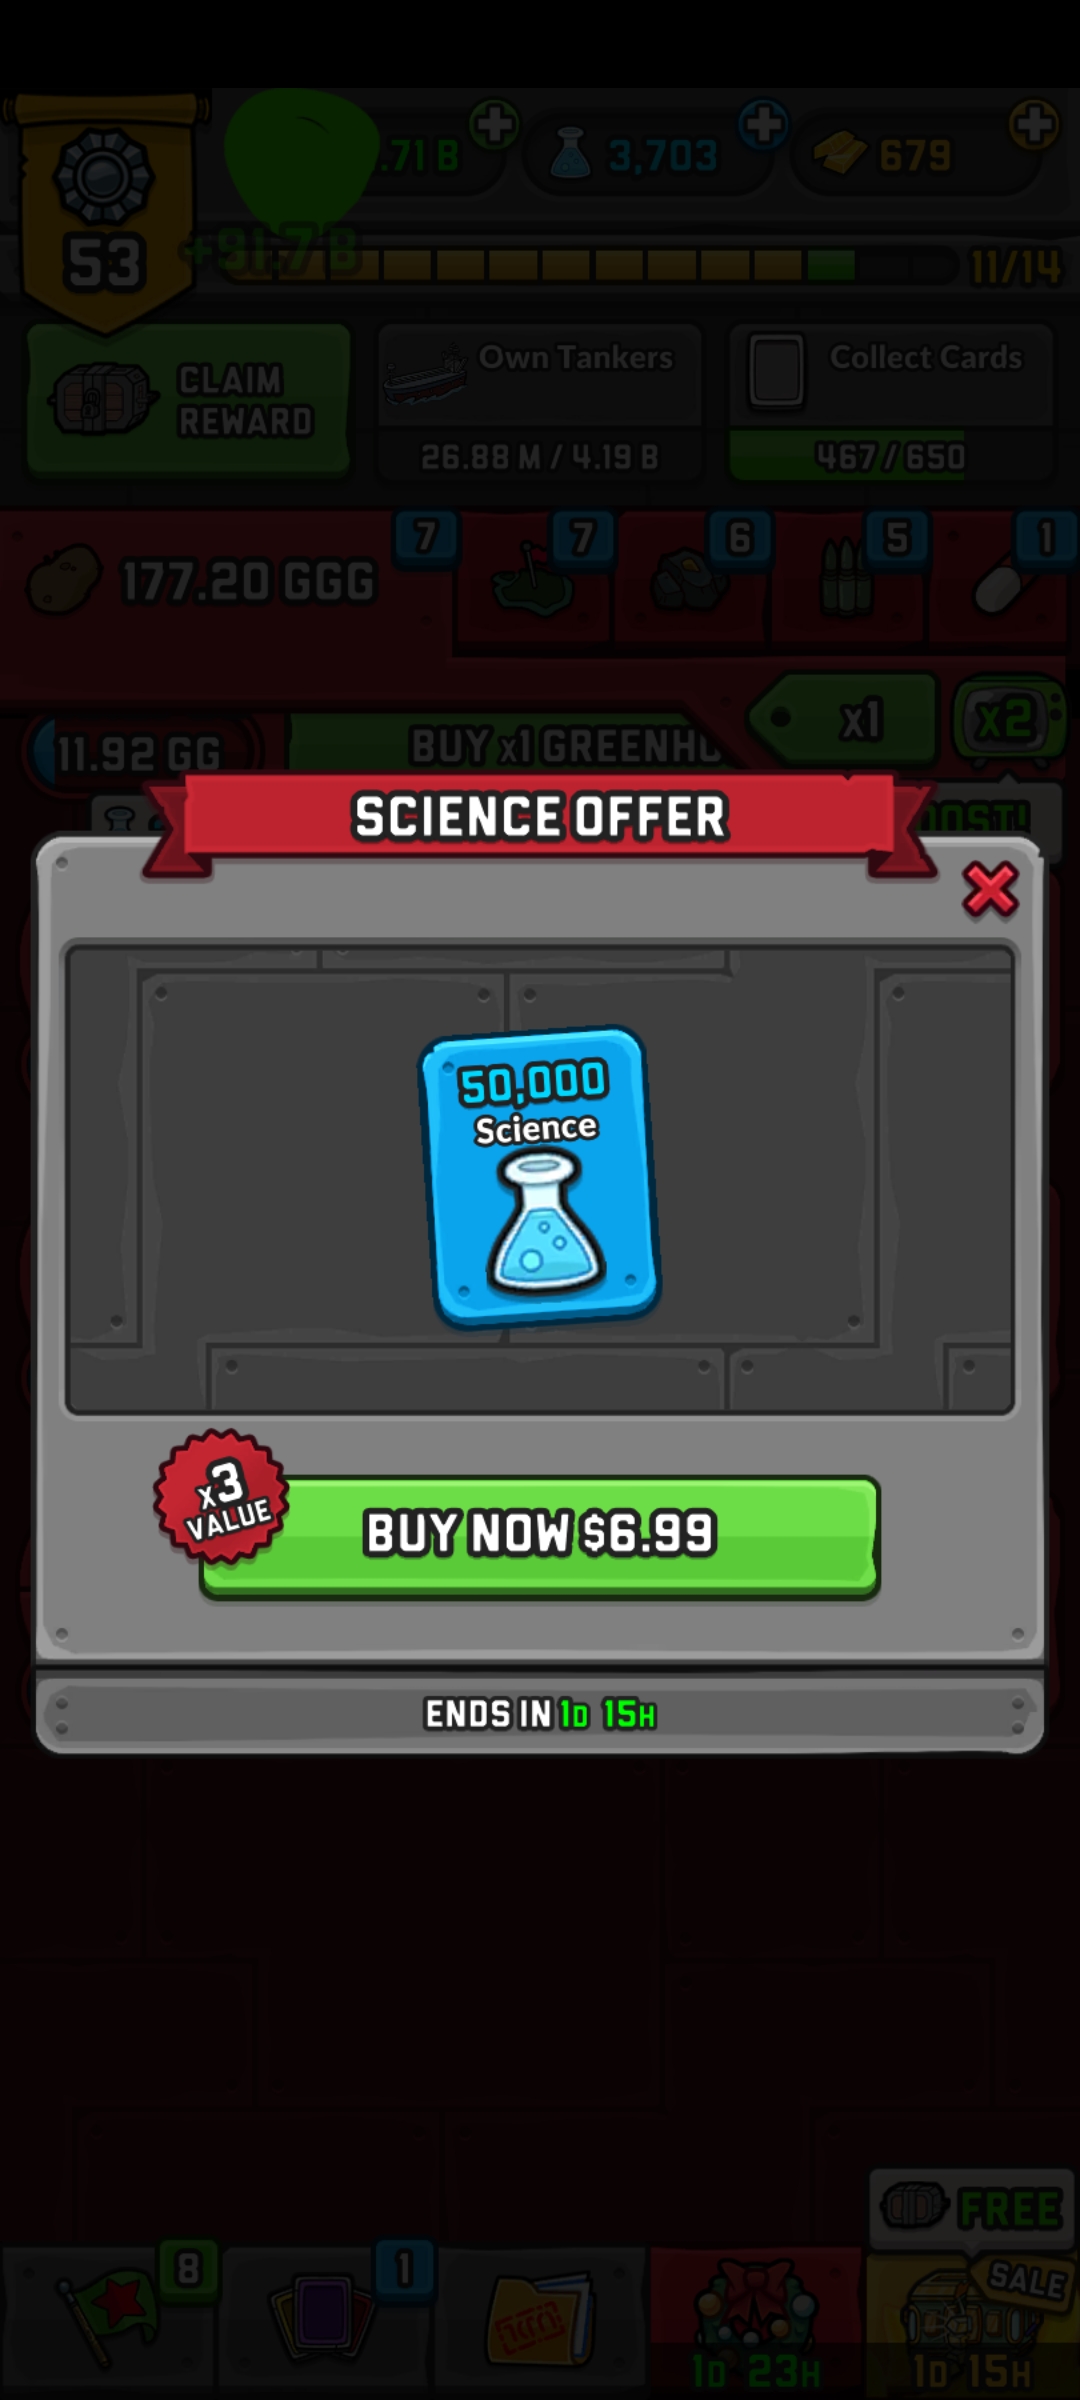 .71 B
3,703
679
53
+91.7 B
11/14
CLAIM
REWARD
Own Tankers
26.88 M / 4.19 B
Collect Cards
467 / 650
177.20 GGG
7
7
6
5
1
11.92 GG
BUY x1 GREENHO
x1
x2
OOST!
SCIENCE OFFER
50,000
Science
x3
VALUE
BUY NOW $6.99
ENDS IN 1D 15H
FREE
8
1
SALE
1D 23H
1D 15H